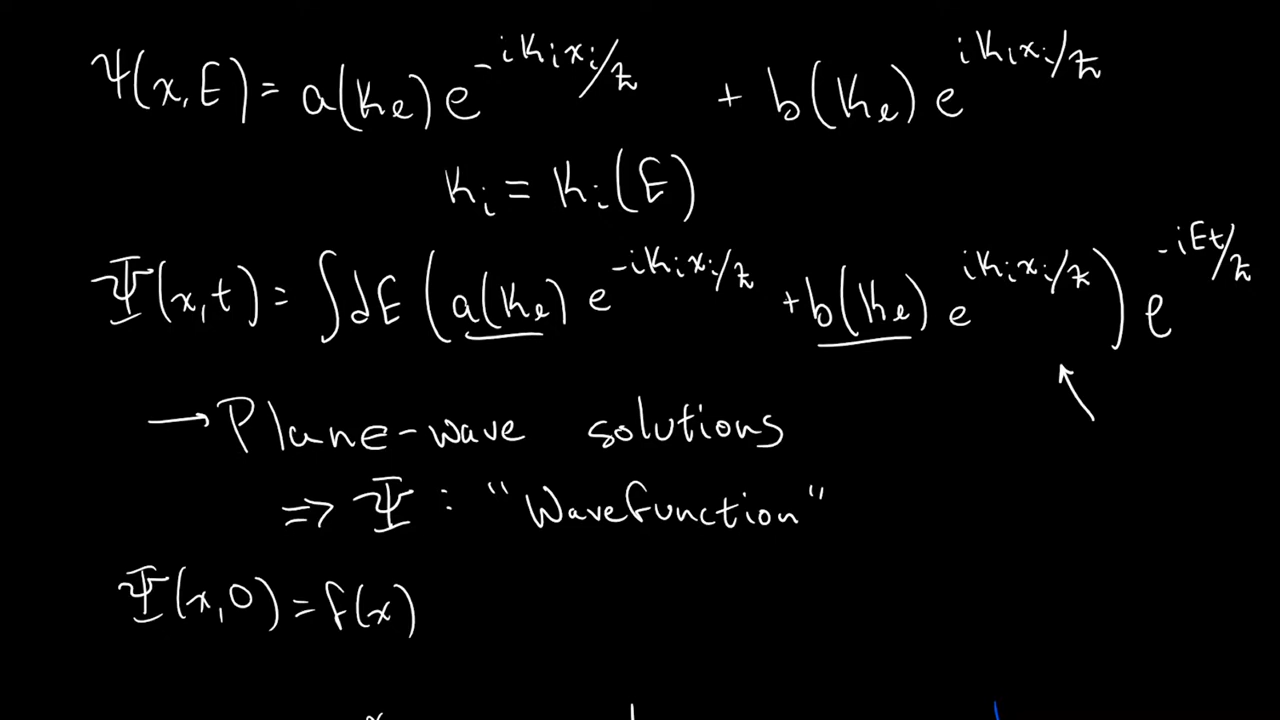 ψ(x,E) = a(k_e) e^{-ik_i x_i/ħ} + b(k_e) e^{ik_i x_i/ħ}
k_i = k_i(E)
Ψ(x,t) = ∫dE (a(k_e) e^{-ik_i x_i/ħ} + b(k_e) e^{ik_i x_i/ħ}) e^{-iEt/ħ}
→ Plane-wave solutions
⇒ Ψ : "Wavefunction"
Ψ(x,0) = f(x)